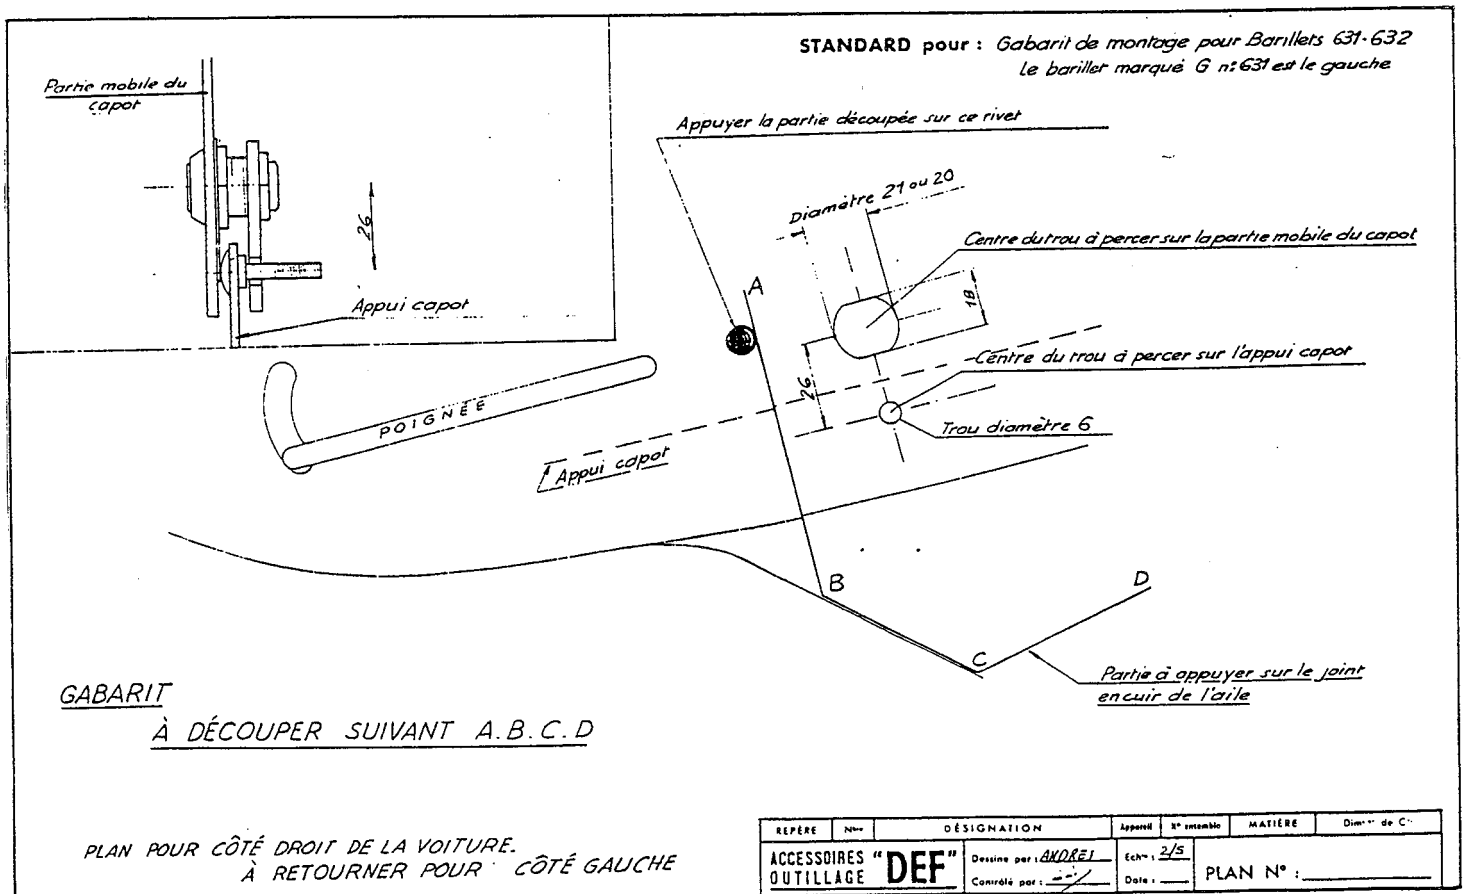 STANDARD pour : Gabarit de montage pour Barillets 631-632
Le barillet marqué G n: 631 est le gauche
Partie mobile du
capot
26
Appui capot
Appuyer la partie découpée sur ce rivet
Diamètre 21 ou 20
Centre du trou à percer sur la partie mobile du capot
18
A
Centre du trou à percer sur l'appui capot
26
Trou diamètre 6
POIGNÉE
Appui capot
B
D
C
Partie à appuyer sur le joint
en cuir de l'aile
GABARIT
À DÉCOUPER SUIVANT A.B.C.D
PLAN POUR CÔTÉ DROIT DE LA VOITURE.
À RETOURNER POUR CÔTÉ GAUCHE
REPÈRE Nbre DÉSIGNATION Appareil N° ensemble MATIÈRE
ACCESSOIRES "DEF" Dessine par : ANDREI Ech : 2/5
OUTILLAGE Contrôlé par : Date : PLAN N° :